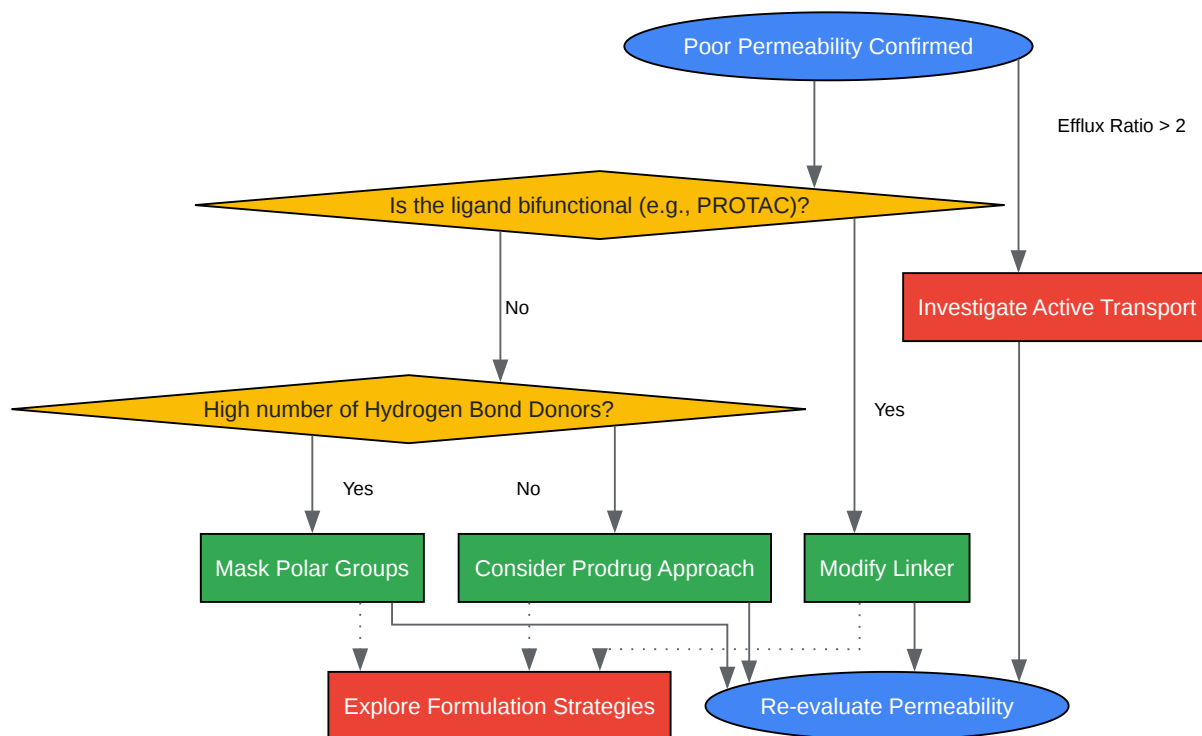 Poor Permeability Confirmed
Efflux Ratio > 2
Is the ligand bifunctional (e.g., PROTAC)?
Investigate Active Transport
No
High number of Hydrogen Bond Donors?
Yes
Yes
No
Mask Polar Groups
Consider Prodrug Approach
Modify Linker
Explore Formulation Strategies
Re-evaluate Permeability